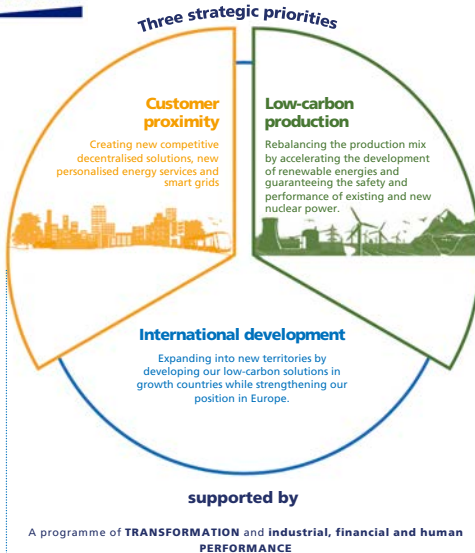 Three strategic priorities
Customer
proximity
Creating new competitive
decentralised solutions, new
personalised energy services and
smart grids
Low-carbon
production
Rebalancing the production mix
by accelerating the development
of renewable energies and
guaranteeing the safety and
performance of existing and new
nuclear power.
International development
Expanding into new territories by
developing our low-carbon solutions in
growth countries while strengthening our
position in Europe.
supported by
A programme of TRANSFORMATION and industrial, financial and human
PERFORMANCE